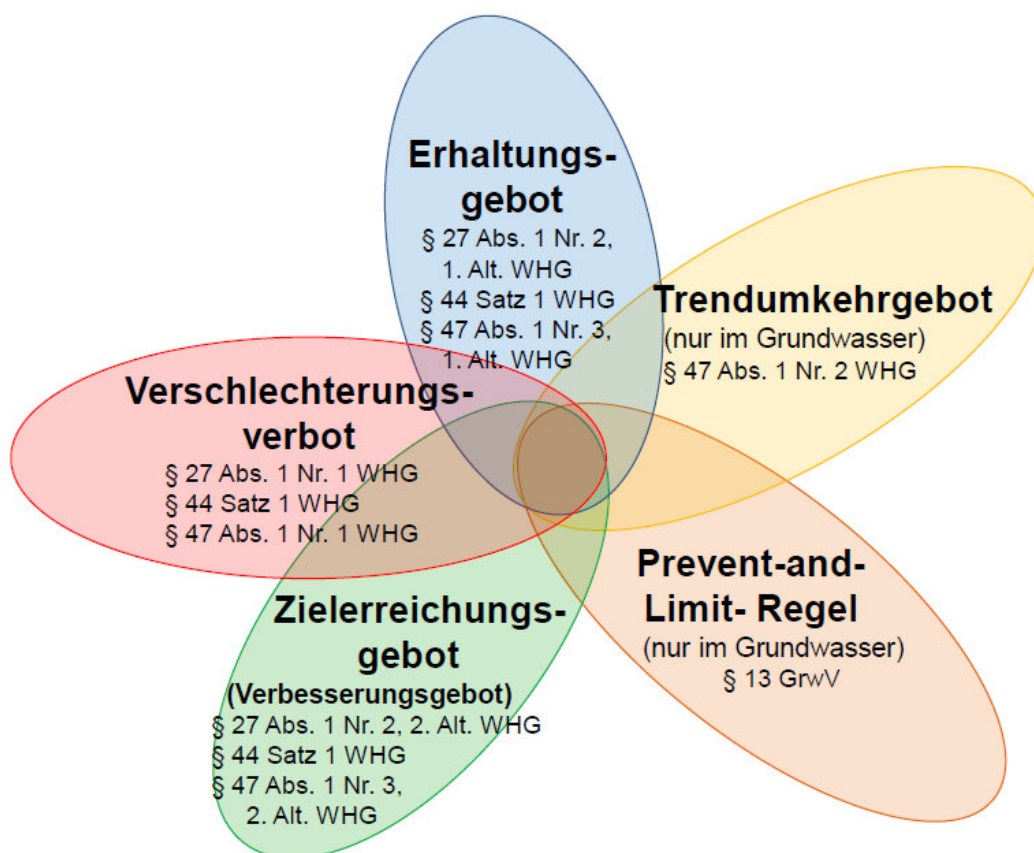 Erhaltungs-
gebot
§ 27 Abs. 1 Nr. 2,
1. Alt. WHG
§ 44 Satz 1 WHG
§ 47 Abs. 1 Nr. 3,
1. Alt. WHG
Trendumkehrgebot
(nur im Grundwasser)
§ 47 Abs. 1 Nr. 2 WHG
Verschlechterungs-
verbot
§ 27 Abs. 1 Nr. 1 WHG
§ 44 Satz 1 WHG
§ 47 Abs. 1 Nr. 1 WHG
Prevent-and-
Limit- Regel
(nur im Grundwasser)
§ 13 GrwV
Zielerreichungs-
gebot
(Verbesserungsgebot)
§ 27 Abs. 1 Nr. 2, 2. Alt. WHG
§ 44 Satz 1 WHG
§ 47 Abs. 1 Nr. 3,
2. Alt. WHG